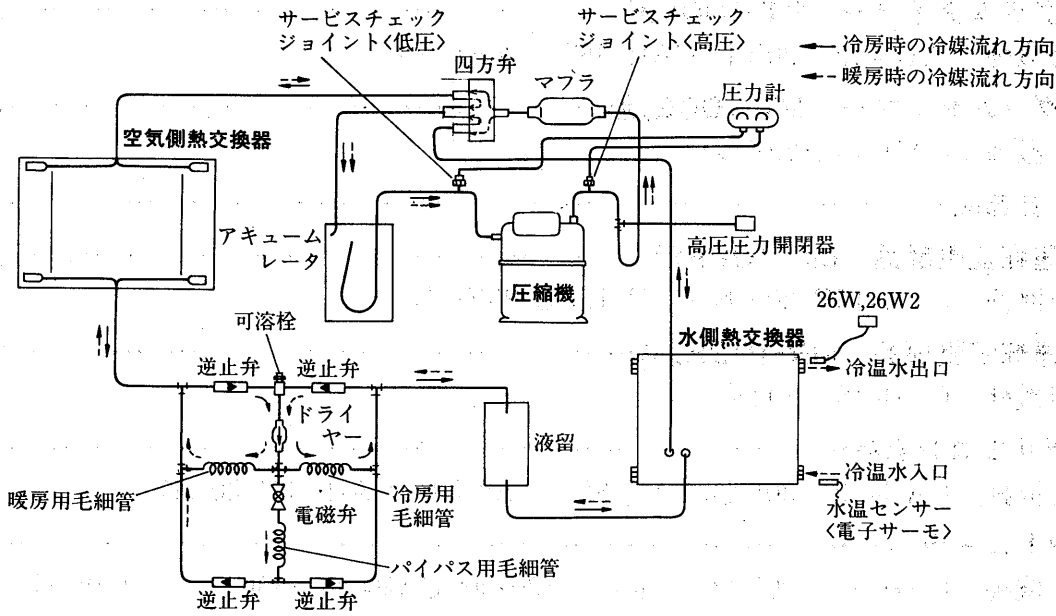 サービスチェック
ジョイント〈低圧〉
サービスチェック
ジョイント〈高圧〉
冷房時の冷媒流れ方向
暖房時の冷媒流れ方向
四方弁
マフラ
圧力計
空気側熱交換器
アキューム
レータ
圧縮機
高圧圧力開閉器
26W,26W2
可溶栓
水側熱交換器
逆止弁
逆止弁
冷温水出口
ドライ
ヤー
液留
暖房用毛細管
冷房用
毛細管
電磁弁
冷温水入口
水温センサー
〈電子サーモ〉
パイパス用毛細管
逆止弁
逆止弁